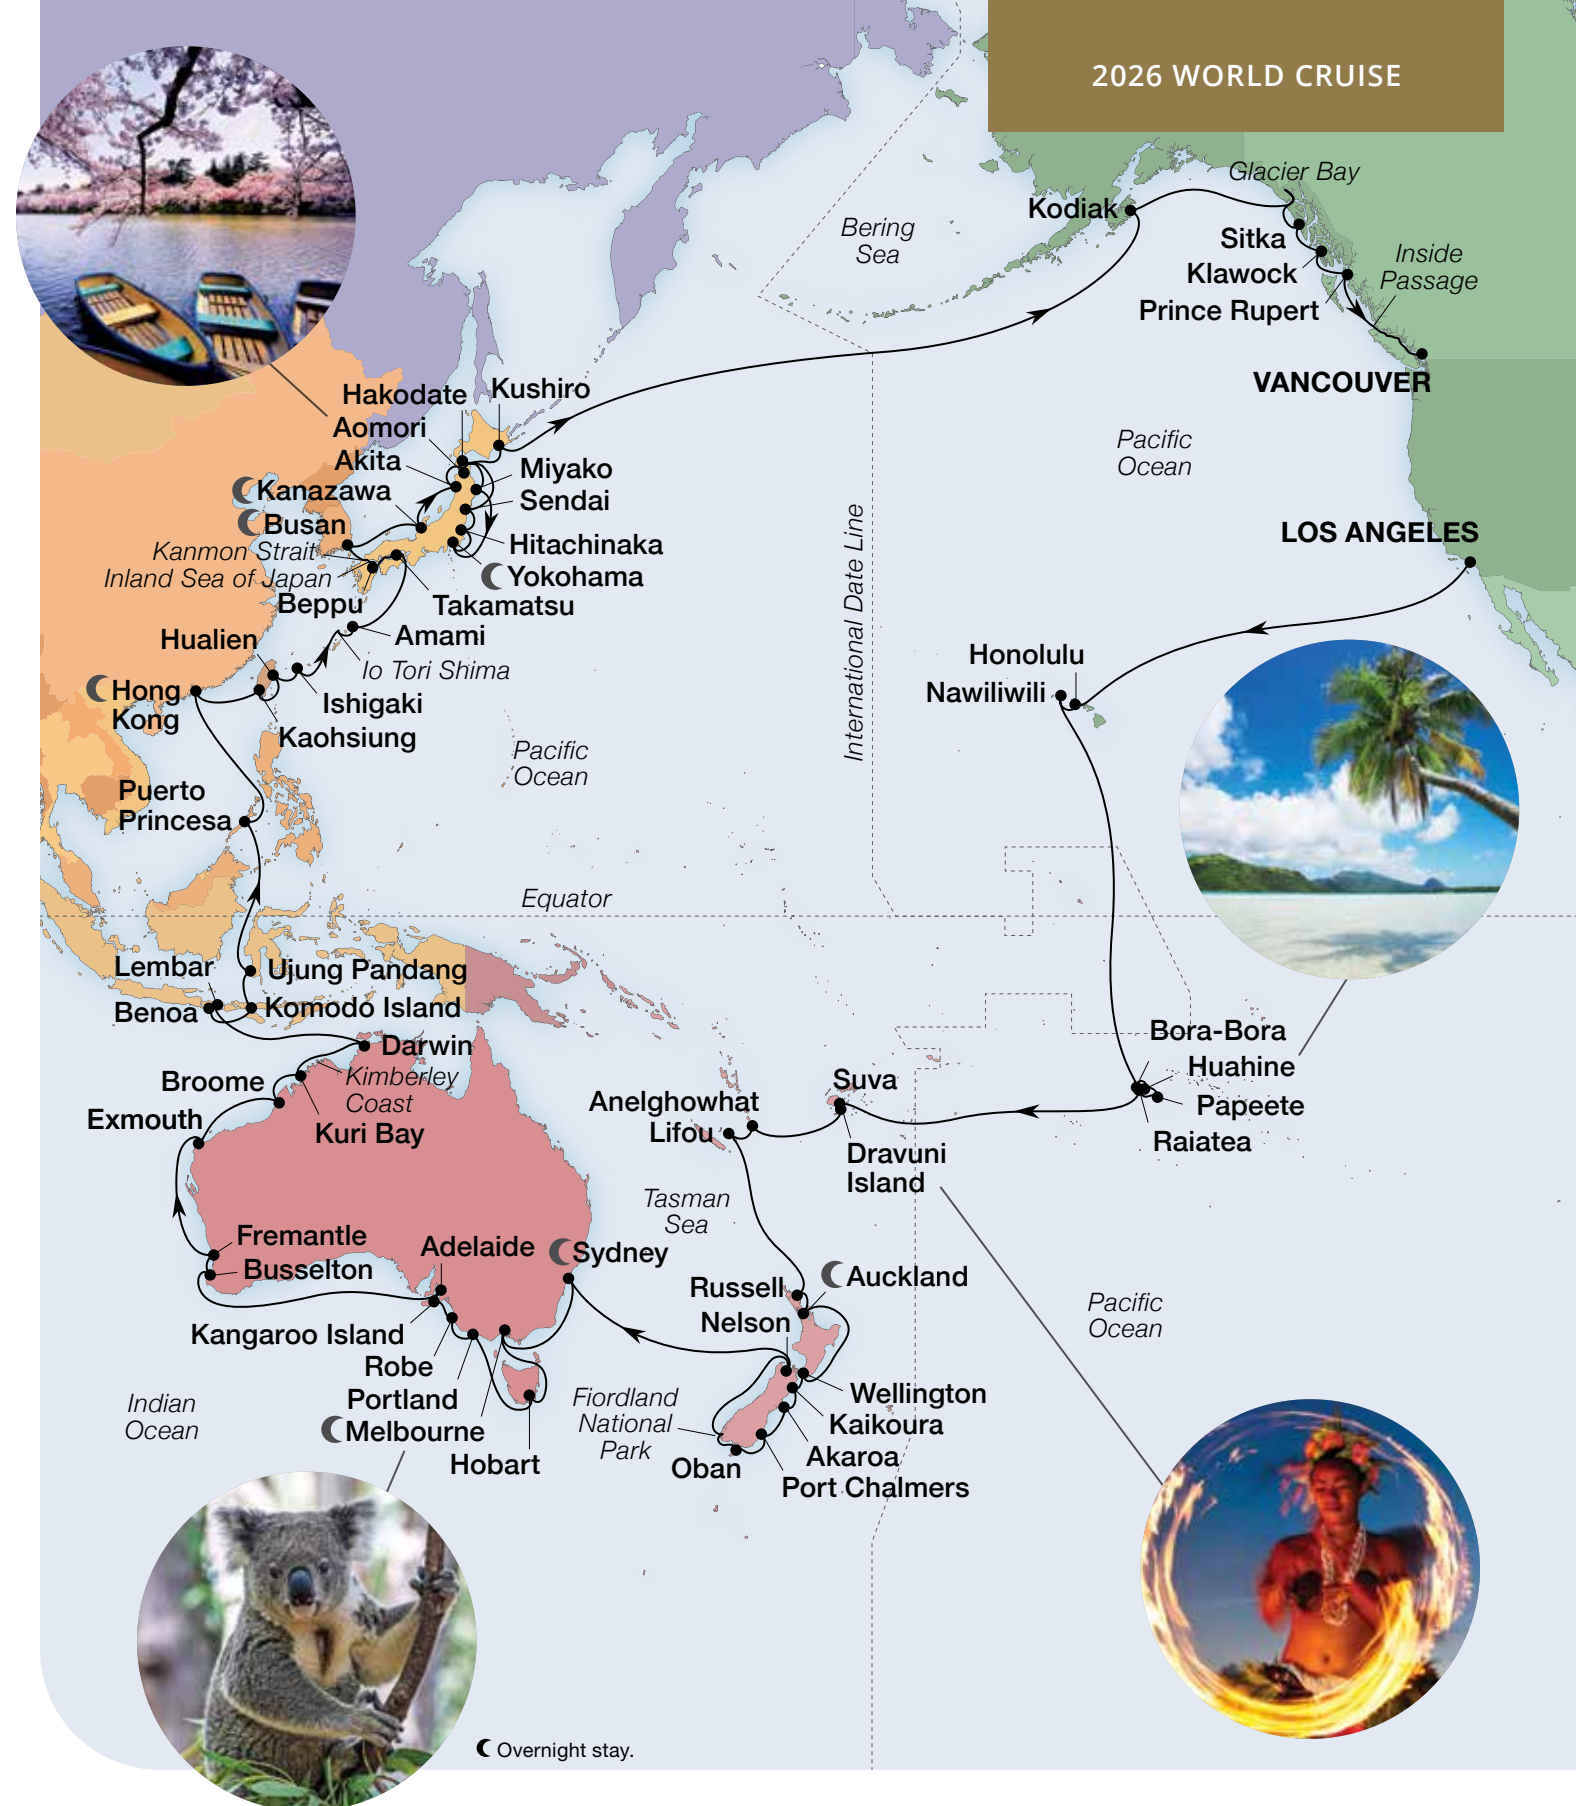 2026 WORLD CRUISE
Glacier Bay
Kodiak
Bering
Sea
Sitka
Klawock
Prince Rupert
Inside
Passage
VANCOUVER
Hakodate
Kushiro
Aomori
Akita
Kanazawa
Busan
Kanmon Strait
Inland Sea of Japan
Beppu
Miyako
Sendai
Hitachinaka
Yokohama
Takamatsu
Amami
Io Tori Shima
Hualien
Ishigaki
Kaohsiung
Hong
Kong
Pacific
Ocean
LOS ANGELES
International Date Line
Honolulu
Nawiliwili
Pacific
Ocean
Puerto
Princesa
Equator
Lembar
Ujung Pandang
Benoa
Komodo Island
Darwin
Kimberley
Coast
Broome
Exmouth
Kuri Bay
Bora-Bora
Huahine
Papeete
Raiatea
Suva
Anelghowhat
Lifou
Dravuni
Island
Tasman
Sea
Fremantle
Busselton
Adelaide
Sydney
Auckland
Russell
Nelson
Kangaroo Island
Robe
Portland
Melbourne
Hobart
Indian
Ocean
Fiordland
National
Park
Oban
Wellington
Kaikoura
Akaroa
Port Chalmers
Pacific
Ocean
Overnight stay.